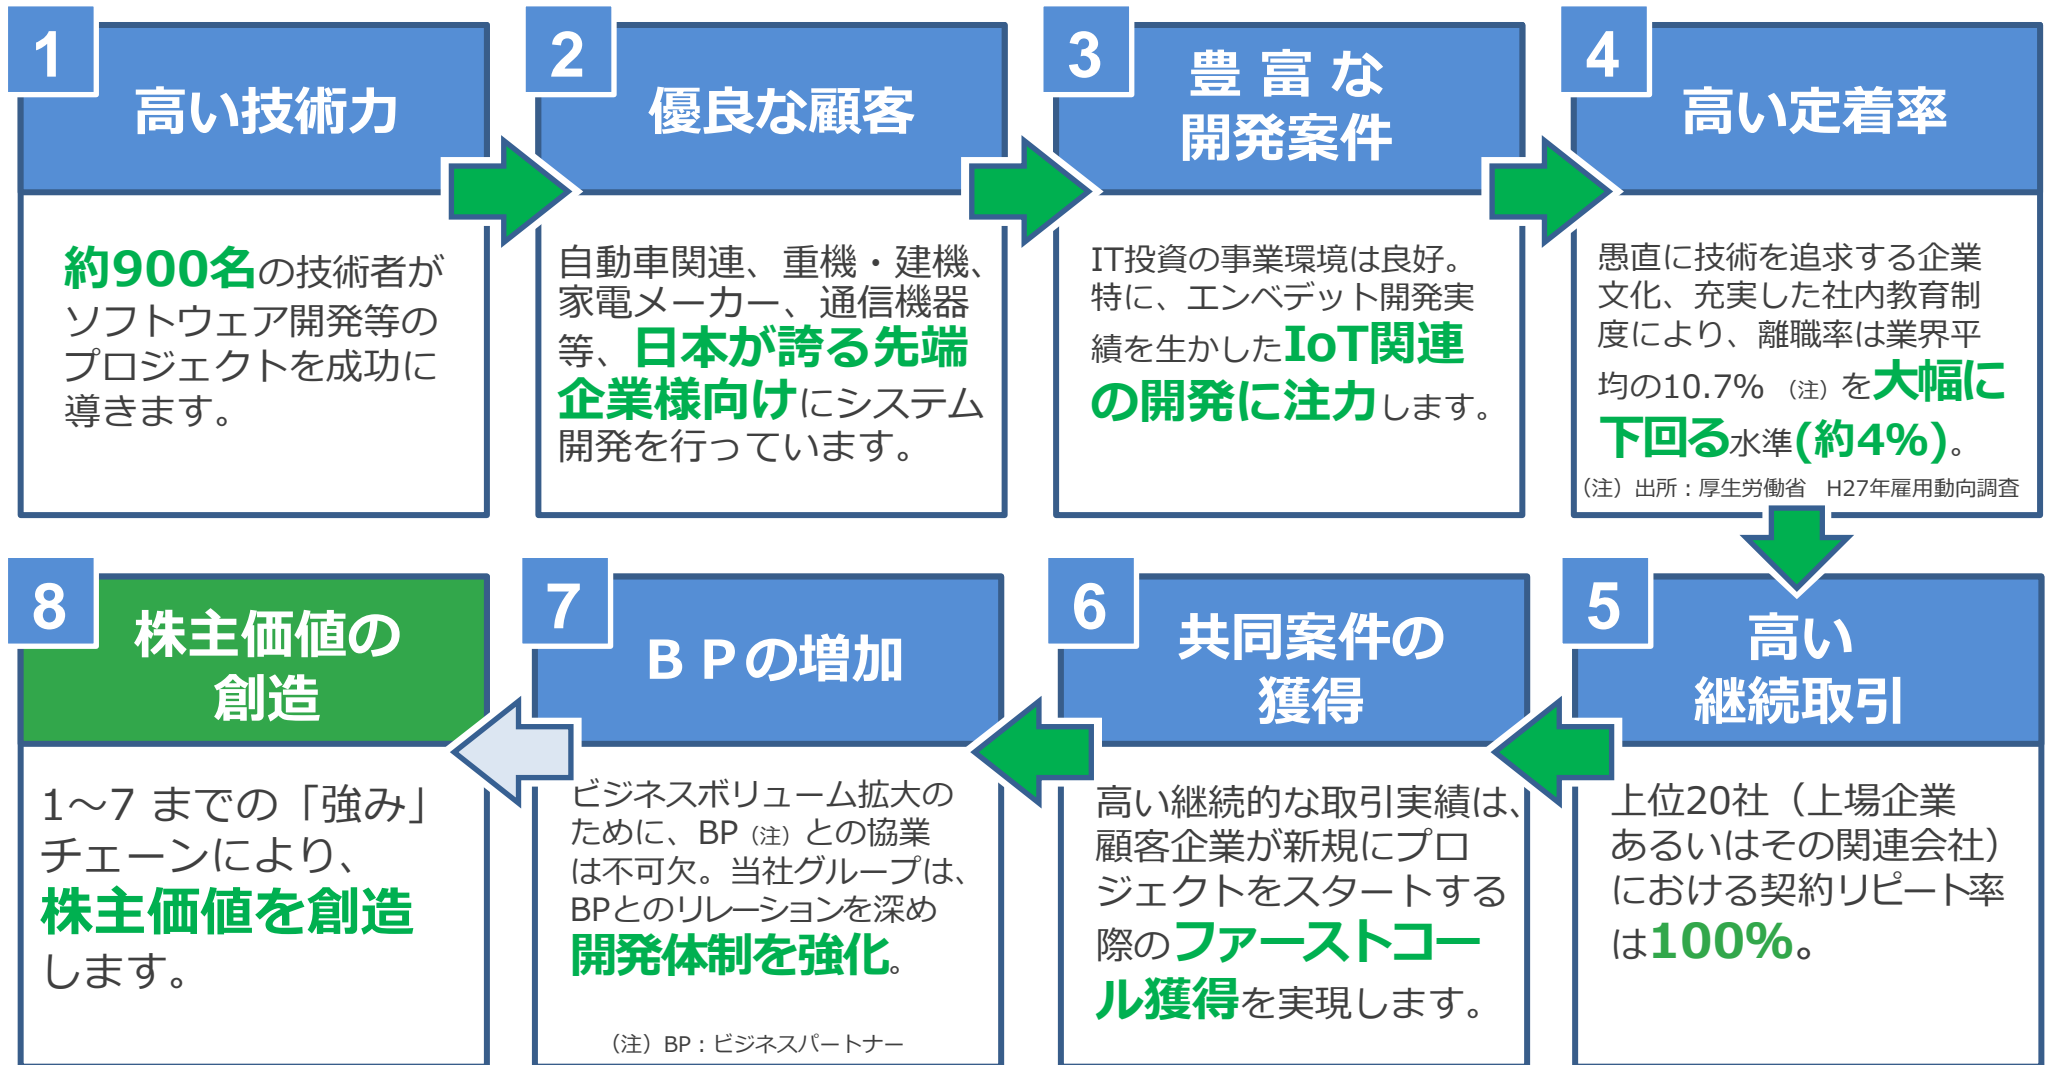 1
高い技術力
約900名の技術者が
ソフトウェア開発等の
プロジェクトを成功に
導きます。
2
優良な顧客
自動車関連、重機・建機、
家電メーカー、通信機器
等、日本が誇る先端
企業様向けにシステム
開発を行っています。
3
豊 富 な
開発案件
IT投資の事業環境は良好。
特に、エンベデット開発実
績を生かしたIoT関連
の開発に注力します。
4
高い定着率
愚直に技術を追求する企業
文化、充実した社内教育制
度により、離職率は業界平
均の10.7% （注）を大幅に
下回る水準(約4%)。
（注）出所：厚生労働省　H27年雇用動向調査
5
高い
継続取引
上位20社（上場企業
あるいはその関連会社）
における契約リピート率
は100%。
6
共同案件の
獲得
高い継続的な取引実績は、
顧客企業が新規にプロ
ジェクトをスタートする
際のファーストコー
ル獲得を実現します。
7
ＢＰの増加
ビジネスボリューム拡大の
ために、BP（注）との協業
は不可欠。当社グループは、
BPとのリレーションを深め
開発体制を強化。
（注）BP：ビジネスパートナー
8
株主価値の
創造
1～7 までの「強み」
チェーンにより、
株主価値を創造
します。